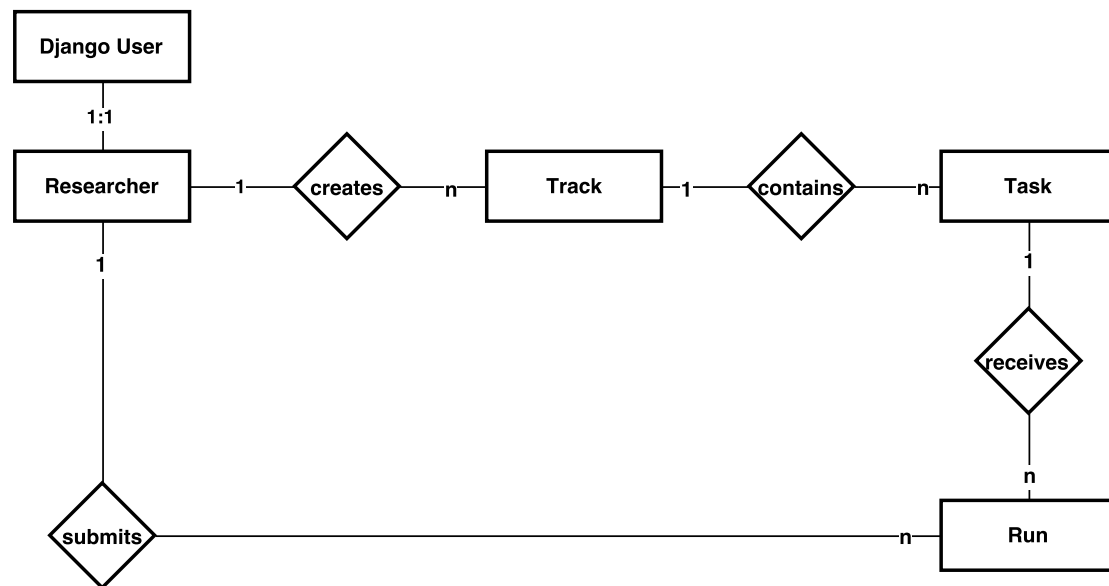 Django User
1:1
Researcher
1
creates
n
Track
1
contains
n
Task
1
1
receives
n
submits
n
Run